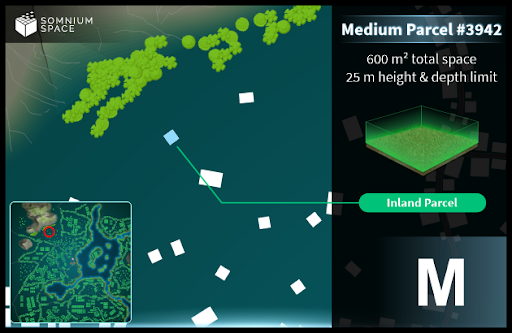 SOMNIUM
SPACE
Medium Parcel #3942
600 m² total space
25 m height & depth limit
Inland Parcel
M